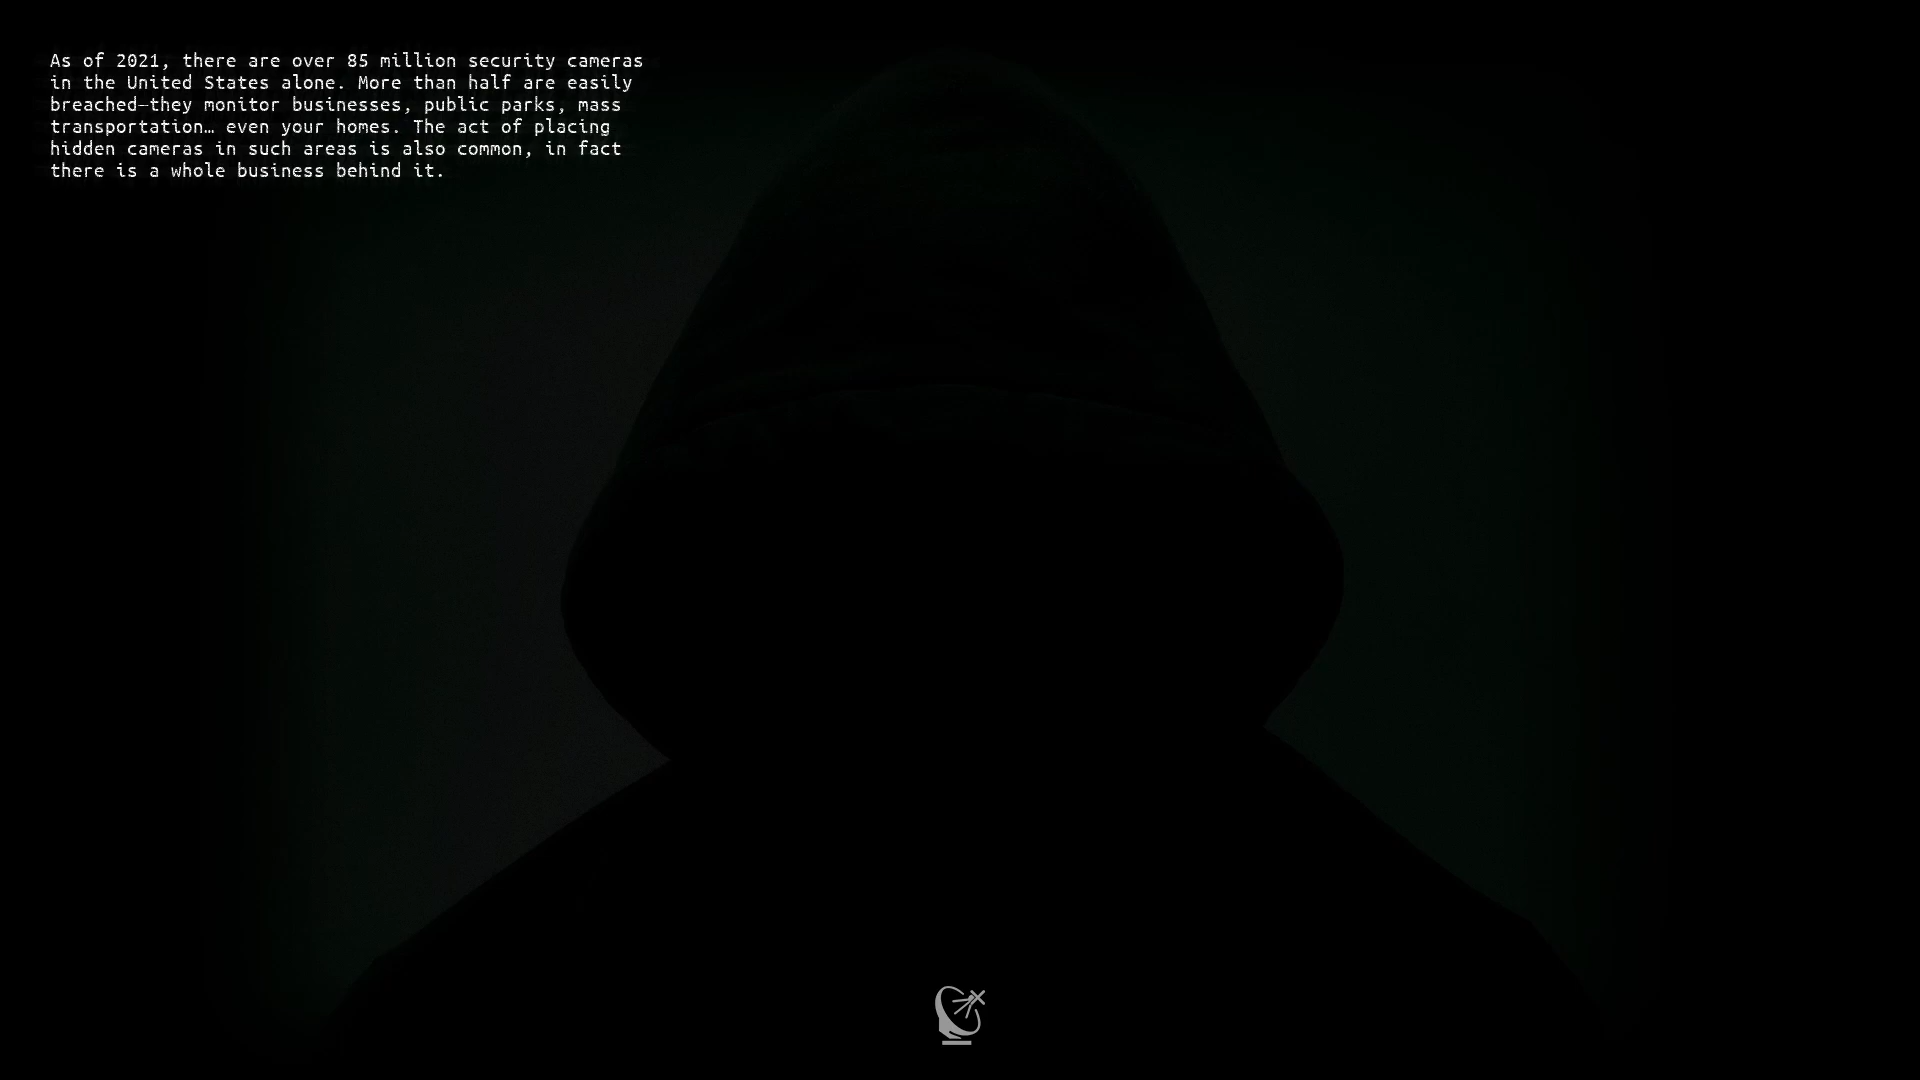 As of 2021, there are over 85 million security cameras
in the United States alone. More than half are easily
breached—they monitor businesses, public parks, mass
transportation… even your homes. The act of placing
hidden cameras in such areas is also common, in fact
there is a whole business behind it.